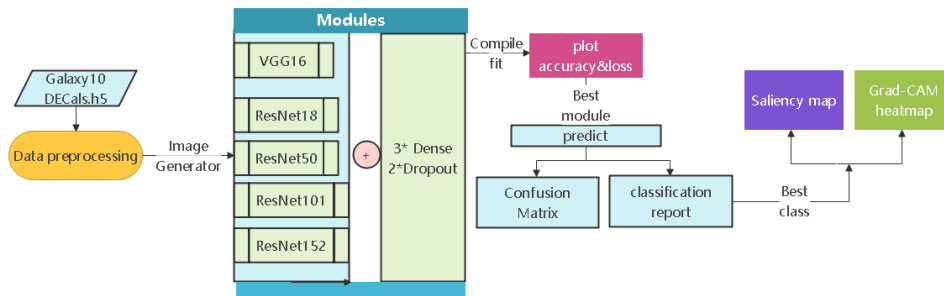 Modules
Galaxy10
DECals.h5
Data preprocessing
Image
Generator
VGG16
ResNet18
ResNet50
ResNet101
ResNet152
+
3* Dense
2*Dropout
Compile
fit
plot
accuracy&loss
Best
module
predict
Confusion
Matrix
classification
report
Best
class
Saliency map
Grad-CAM
heatmap